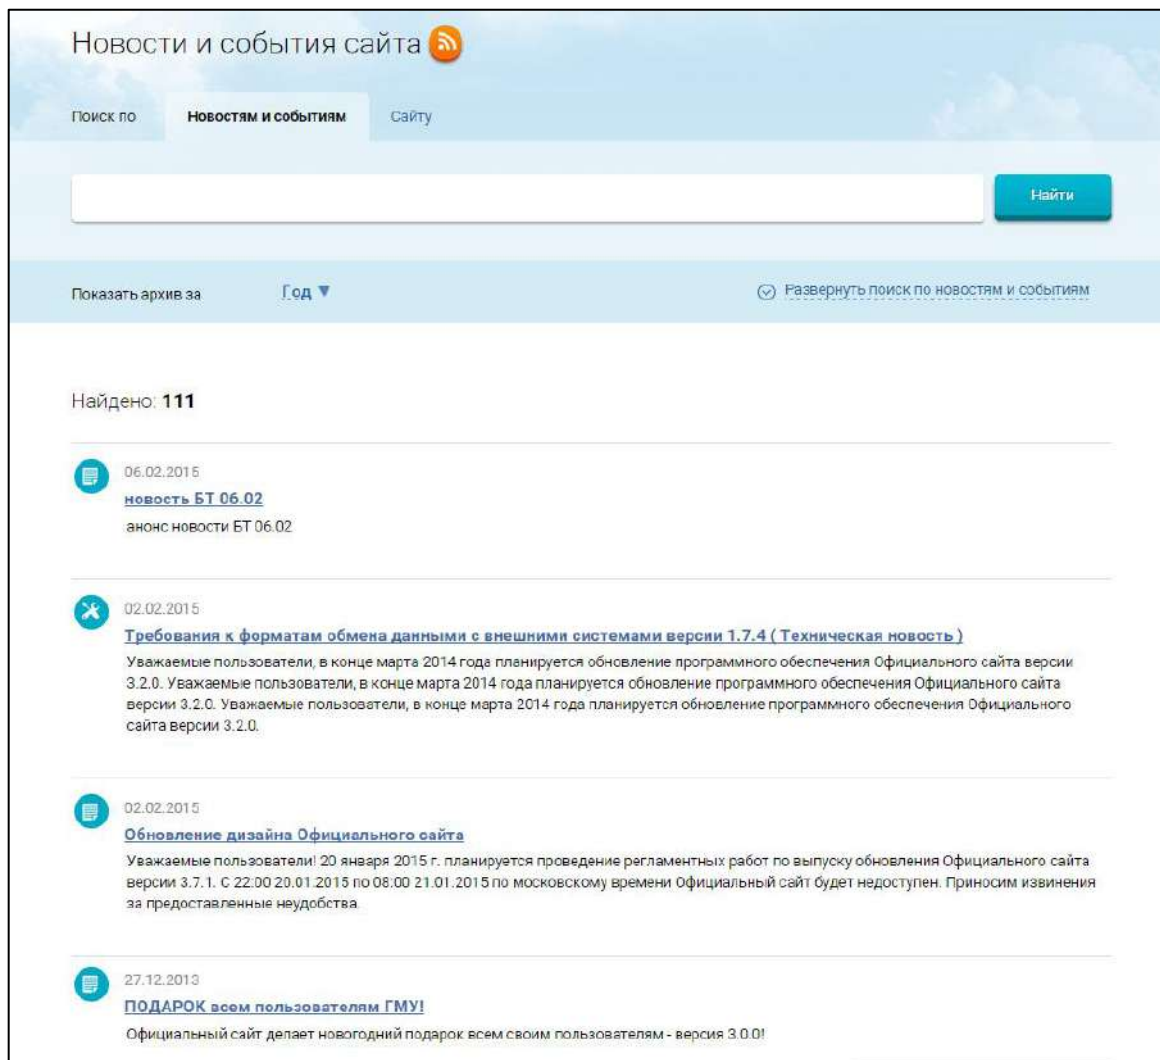 Новости и события сайта
Поиск по Новостям и событиям Сайту
Найти
Показать архив за Год ▼ Развернуть поиск по новостям и событиям
Найдено: 111
06.02.2015
новость БТ 06.02
анонс новости БТ 06.02
02.02.2015
Требования к форматам обмена данными с внешними системами версии 1.7.4 ( Техническая новость )
Уважаемые пользователи, в конце марта 2014 года планируется обновление программного обеспечения Официального сайта версии
3.2.0. Уважаемые пользователи, в конце марта 2014 года планируется обновление программного обеспечения Официального сайта
версии 3.2.0. Уважаемые пользователи, в конце марта 2014 года планируется обновление программного обеспечения Официального
сайта версии 3.2.0.
02.02.2015
Обновление дизайна Официального сайта
Уважаемые пользователи! 20 января 2015 г. планируется проведение регламентных работ по выпуску обновления Официального сайта
версии 3.7.1. С 22:00 20.01.2015 по 08:00 21.01.2015 по московскому времени Официальный сайт будет недоступен. Приносим извинения
за предоставленные неудобства.
27.12.2013
ПОДАРОК всем пользователям ГМУ!
Официальный сайт делает новогодний подарок всем своим пользователям - версия 3.0.0!